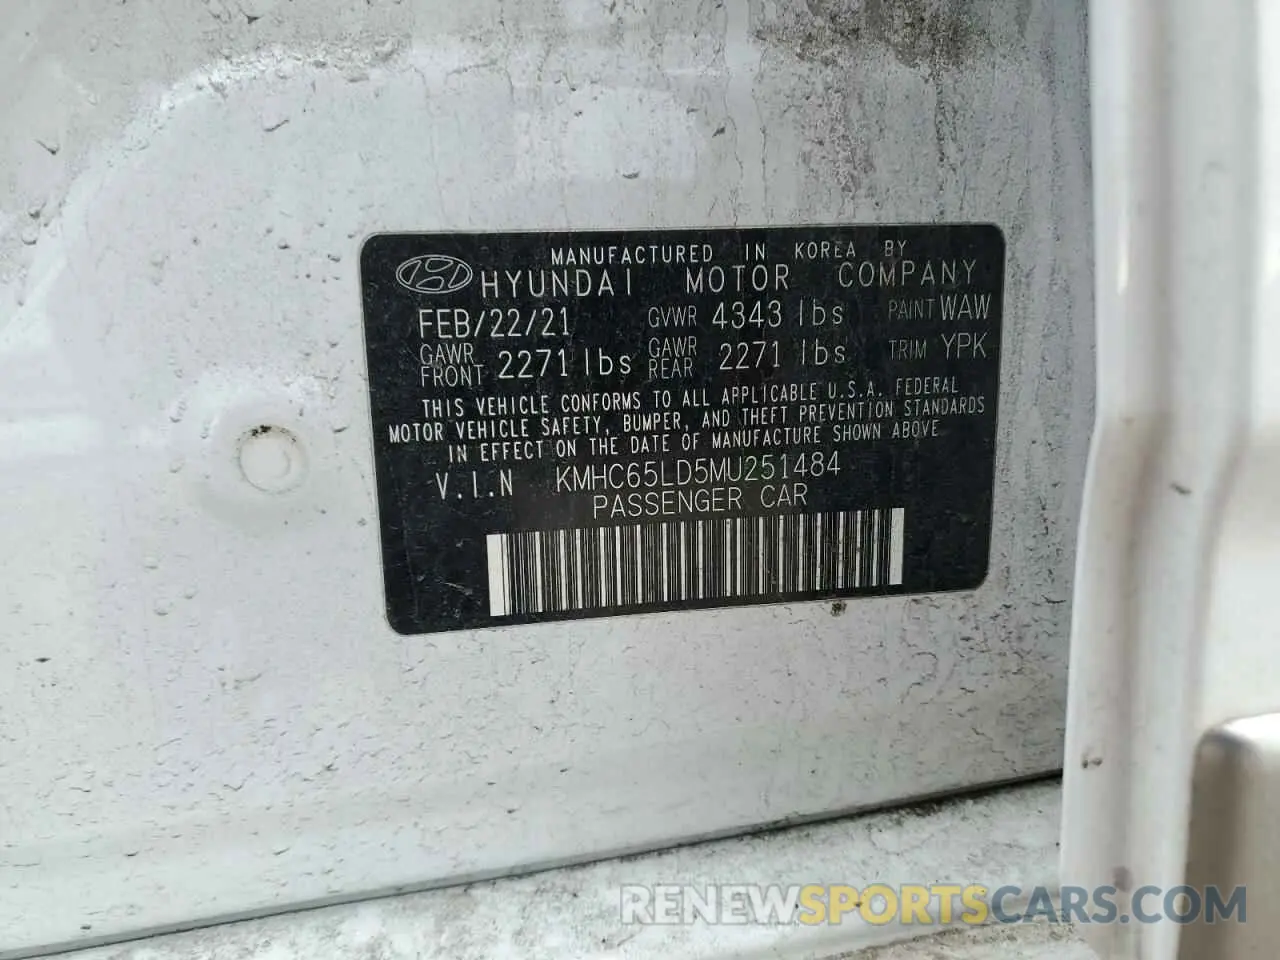 MANUFACTURED IN KOREA BY
HYUNDAI MOTOR COMPANY
FEB/22/21 GVWR 4343 lbs PAINT WAW
GAWR FRONT 2271 lbs GAWR REAR 2271 lbs TRIM YPK
THIS VEHICLE CONFORMS TO ALL APPLICABLE U.S.A. FEDERAL
MOTOR VEHICLE SAFETY, BUMPER, AND THEFT PREVENTION STANDARDS
IN EFFECT ON THE DATE OF MANUFACTURE SHOWN ABOVE
V.I.N KMHC65LD5MU251484
PASSENGER CAR
RENEWSPORTSCARS.COM